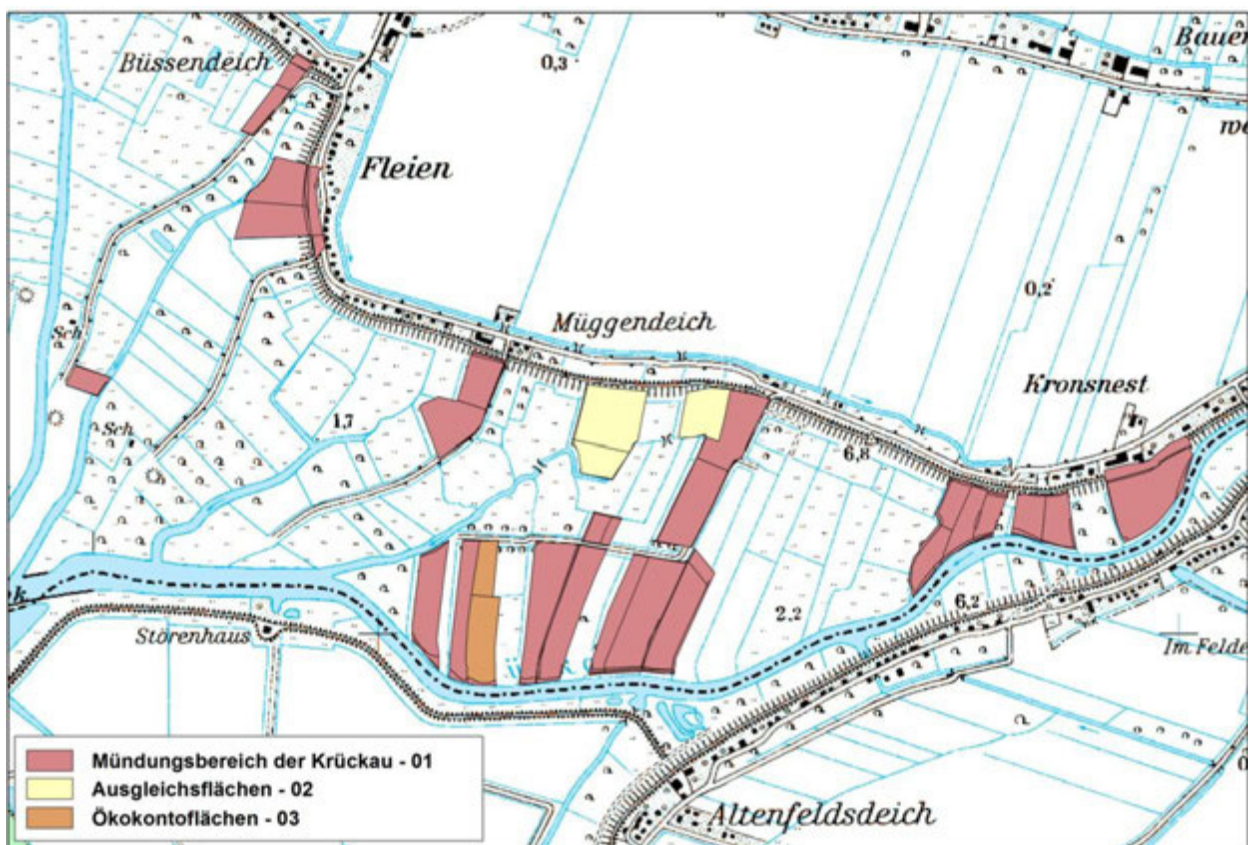 Büssendeich
0,3
Bauer
Fleien
0,2
Müggendeich
Kronsnest
Sch
1,7
Sch
6,8
2,2
6,2
Störenhaus
Im Felde
Altenfeldsdeich
Mündungsbereich der Krückau - 01
Ausgleichsflächen - 02
Ökokontoflächen - 03